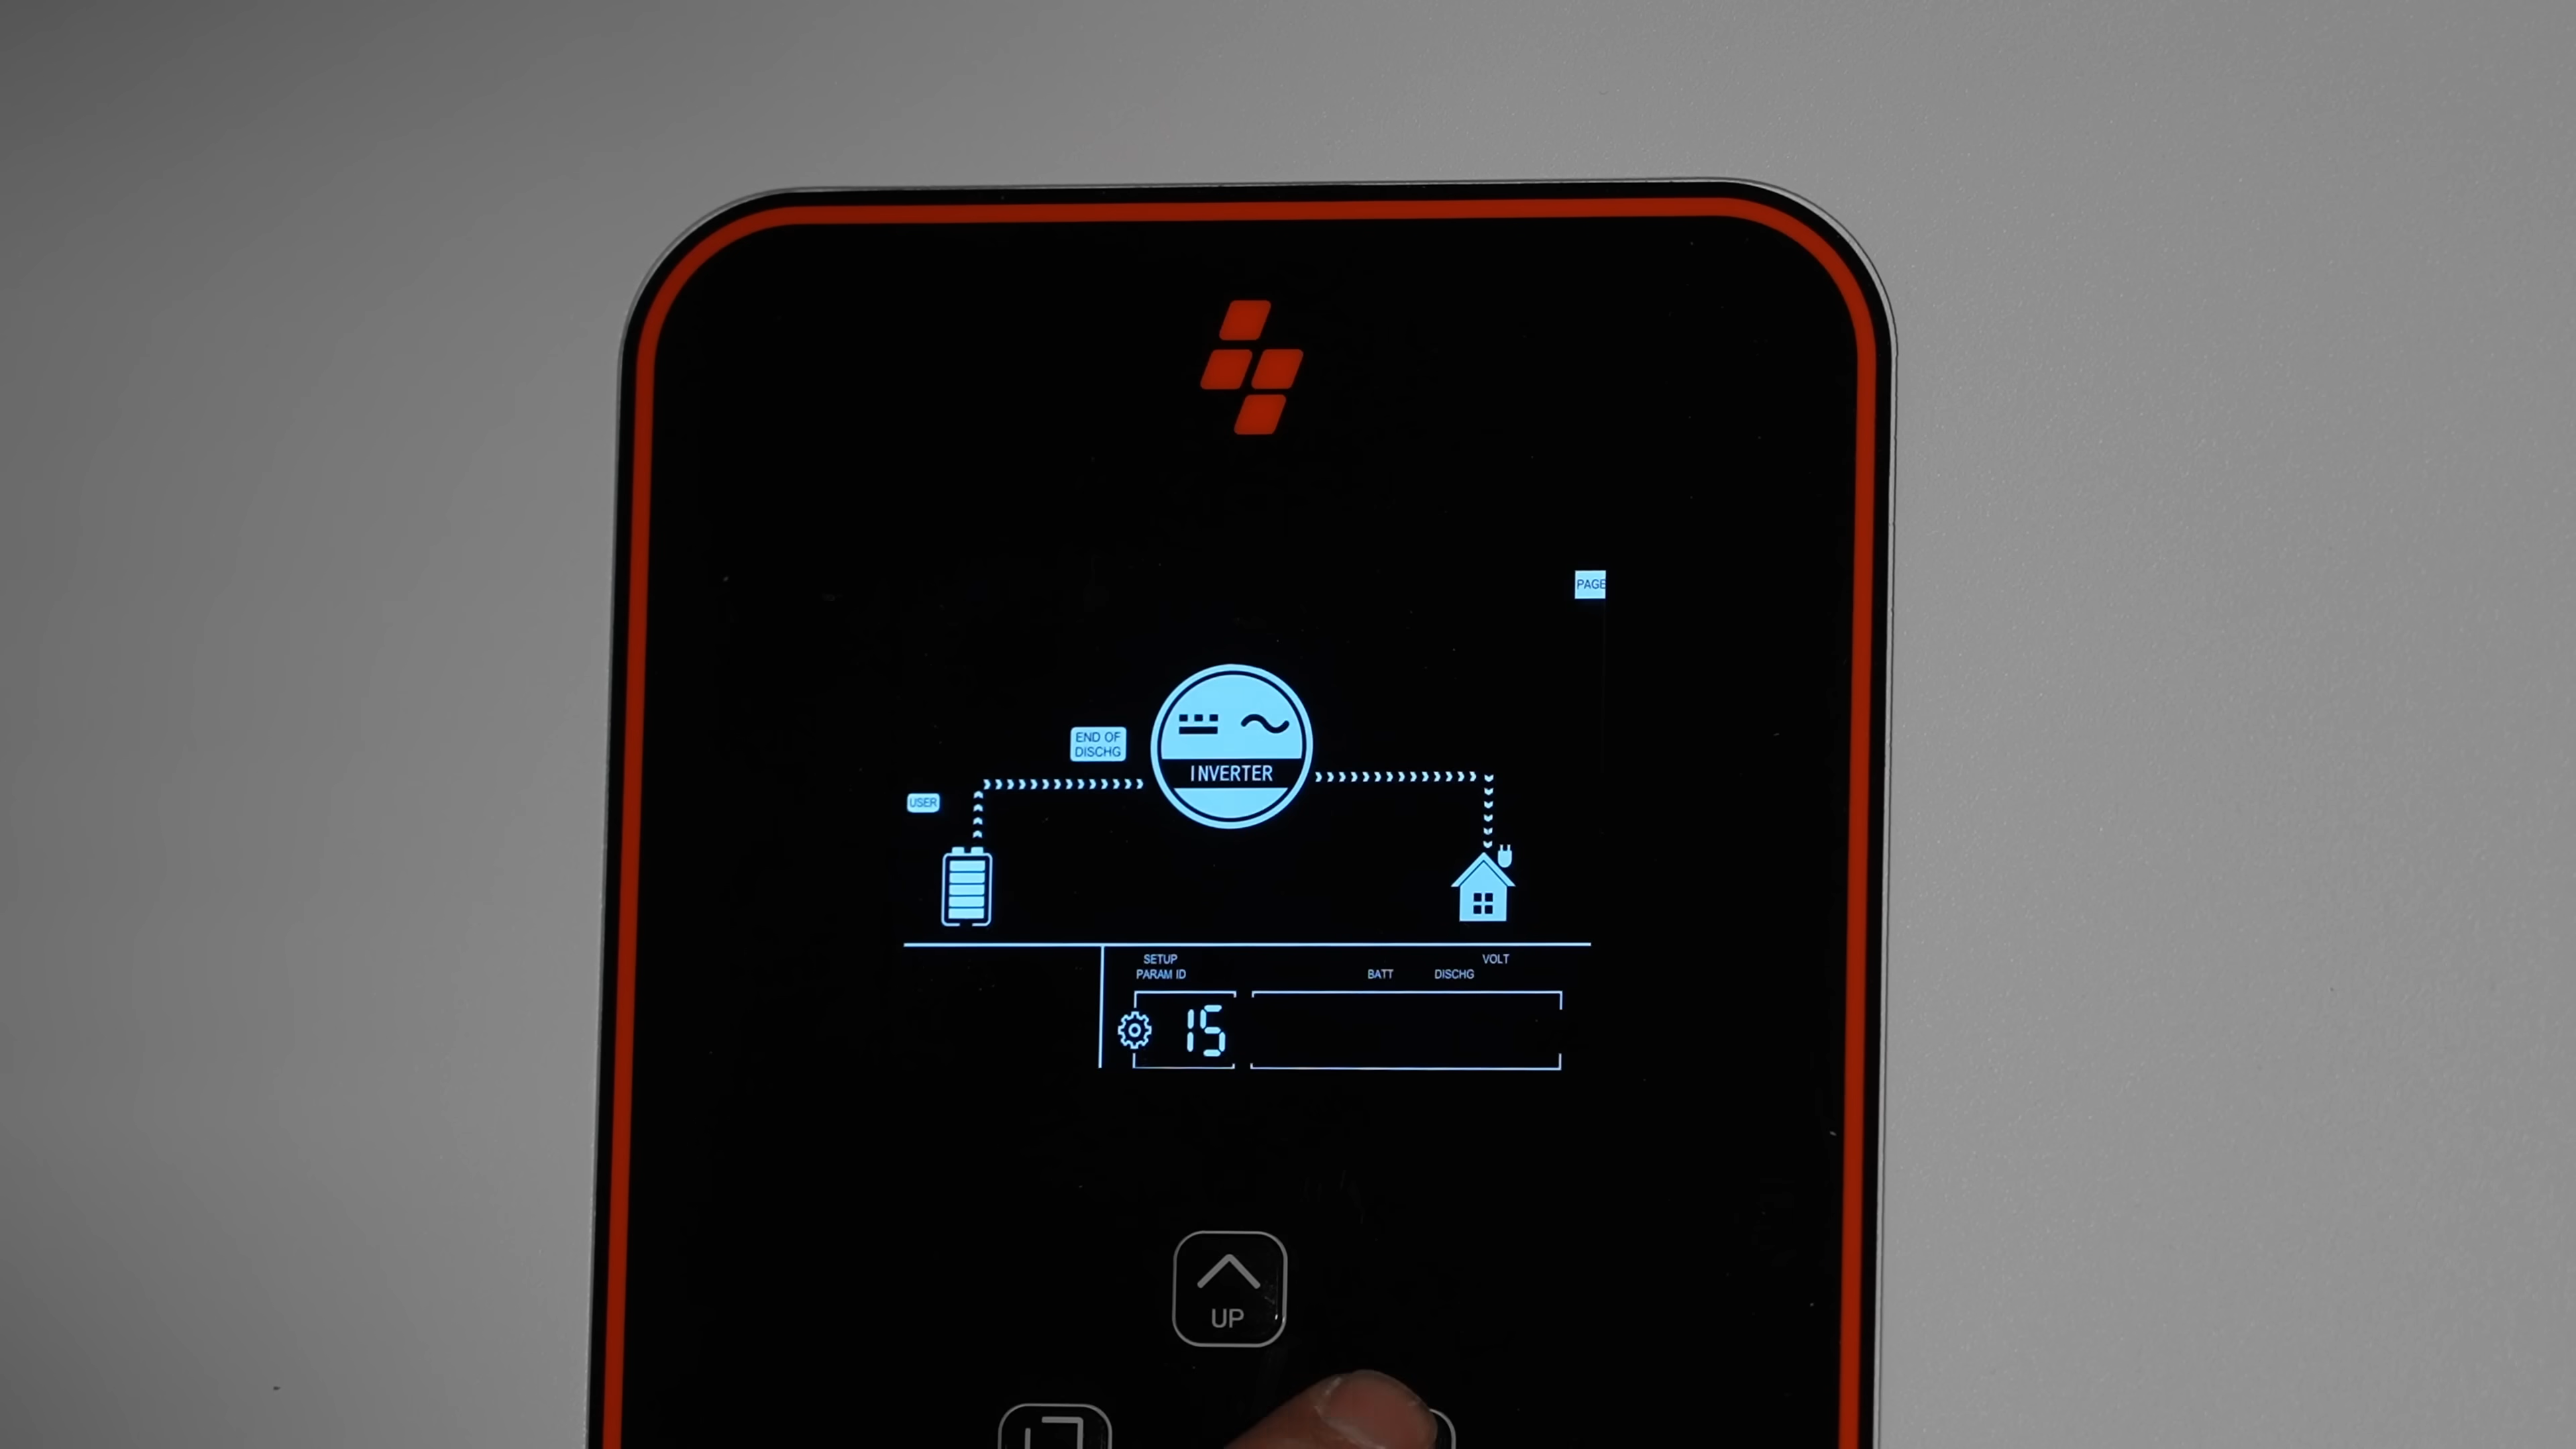 PAGE
END OF
DISCHG
INVERTER
USER
SETUP
PARAM ID
VOLT
BATT DISCHG
15
UP